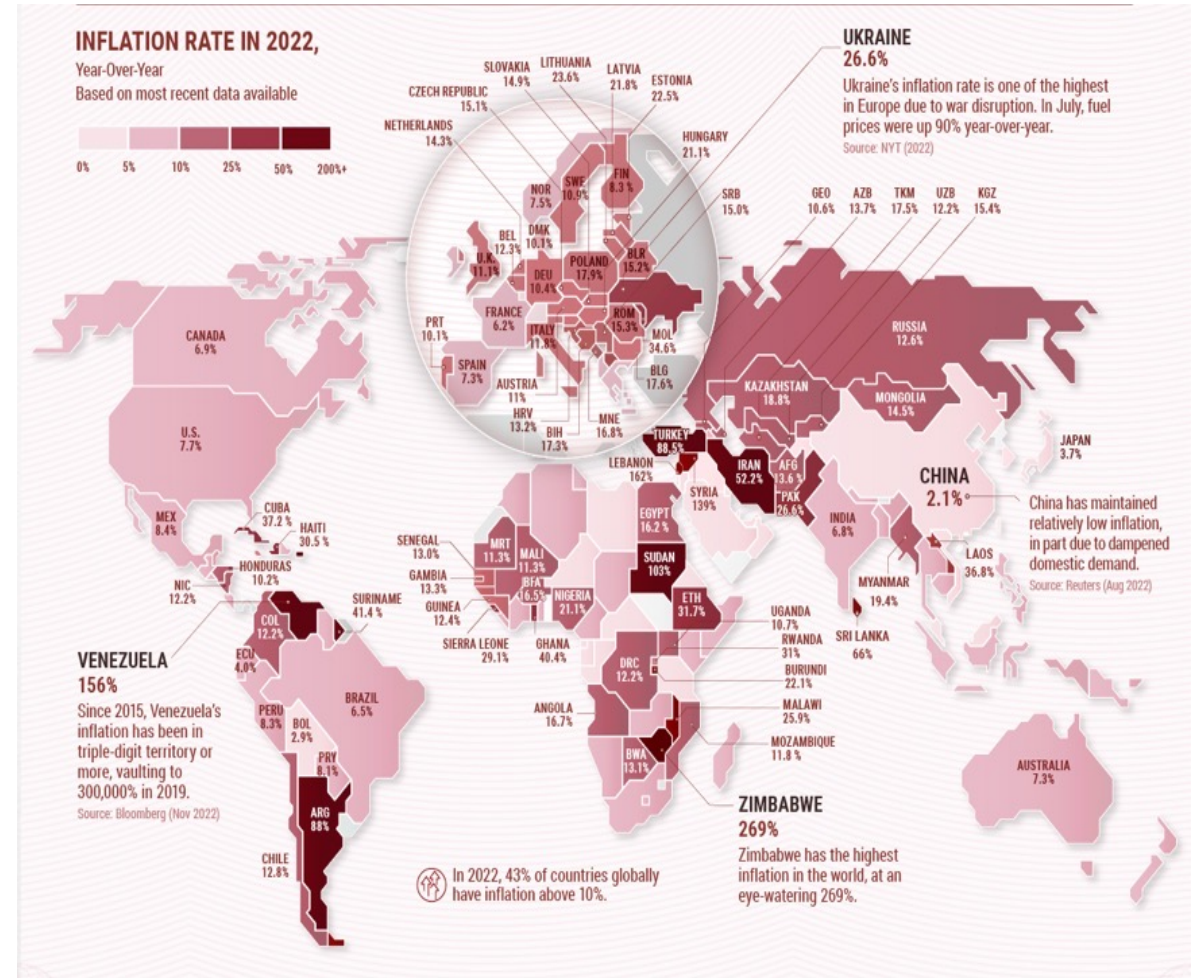 INFLATION RATE IN 2022,
Year-Over-Year
Based on most recent data available
0% 5% 10% 25% 50% 200%+
UKRAINE
26.6%
Ukraine's inflation rate is one of the highest
in Europe due to war disruption. In July, fuel
prices were up 90% year-over-year.
Source: NYT (2022)
SLOVAKIA
14.9%
LITHUANIA
23.6%
LATVIA
21.8%
ESTONIA
22.5%
CZECH REPUBLIC
15.1%
NETHERLANDS
14.3%
HUNGARY
21.1%
SRB
15.0%
GEO
10.6%
AZB
13.7%
TKM
17.5%
UZB
12.2%
KGZ
15.4%
NOR
7.5%
SWE
10.9%
FIN
8.3 %
BEL
12.3%
DMK
10.1%
U.K.
11.1%
DEU
10.4%
POLAND
17.9%
BLR
15.2%
FRANCE
6.2%
ITALY
11.8%
ROM
15.3%
MOL
34.6%
BLG
17.6%
PRT
10.1%
SPAIN
7.3%
AUSTRIA
11%
HRV
13.2%
BIH
17.3%
MNE
16.8%
CANADA
6.9%
U.S.
7.7%
MEX
8.4%
CUBA
37.2 %
HAITI
30.5 %
HONDURAS
10.2%
NIC
12.2%
SURINAME
41.4 %
COL
12.2%
ECU
4.0%
PERU
8.3%
BRAZIL
6.5%
BOL
2.9%
PRY
8.1%
ARG
88%
CHILE
12.8%
VENEZUELA
156%
Since 2015, Venezuela's
inflation has been in
triple-digit territory or
more, vaulting to
300,000% in 2019.
Source: Bloomberg (Nov 2022)
RUSSIA
12.6%
KAZAKHSTAN
18.8%
MONGOLIA
14.5%
JAPAN
3.7%
TURKEY
88.5%
LEBANON
162%
SYRIA
139%
IRAN
52.2%
AFG
13.6 %
PAK
26.6%
INDIA
6.8%
CHINA
2.1%
China has maintained
relatively low inflation,
in part due to dampened
domestic demand.
Source: Reuters (Aug 2022)
LAOS
36.8%
MYANMAR
19.4%
SRI LANKA
66%
EGYPT
16.2 %
SENEGAL
13.0%
MRT
11.3%
MALI
11.3%
SUDAN
103%
GAMBIA
13.3%
BFA
16.5%
NIGERIA
21.1%
ETH
31.7%
GUINEA
12.4%
SIERRA LEONE
29.1%
GHANA
40.4%
UGANDA
10.7%
RWANDA
31%
DRC
12.2%
BURUNDI
22.1%
ANGOLA
16.7%
MALAWI
25.9%
MOZAMBIQUE
11.8 %
BWA
13.1%
ZIMBABWE
269%
Zimbabwe has the highest
inflation in the world, at an
eye-watering 269%.
AUSTRALIA
7.3%
In 2022, 43% of countries globally
have inflation above 10%.